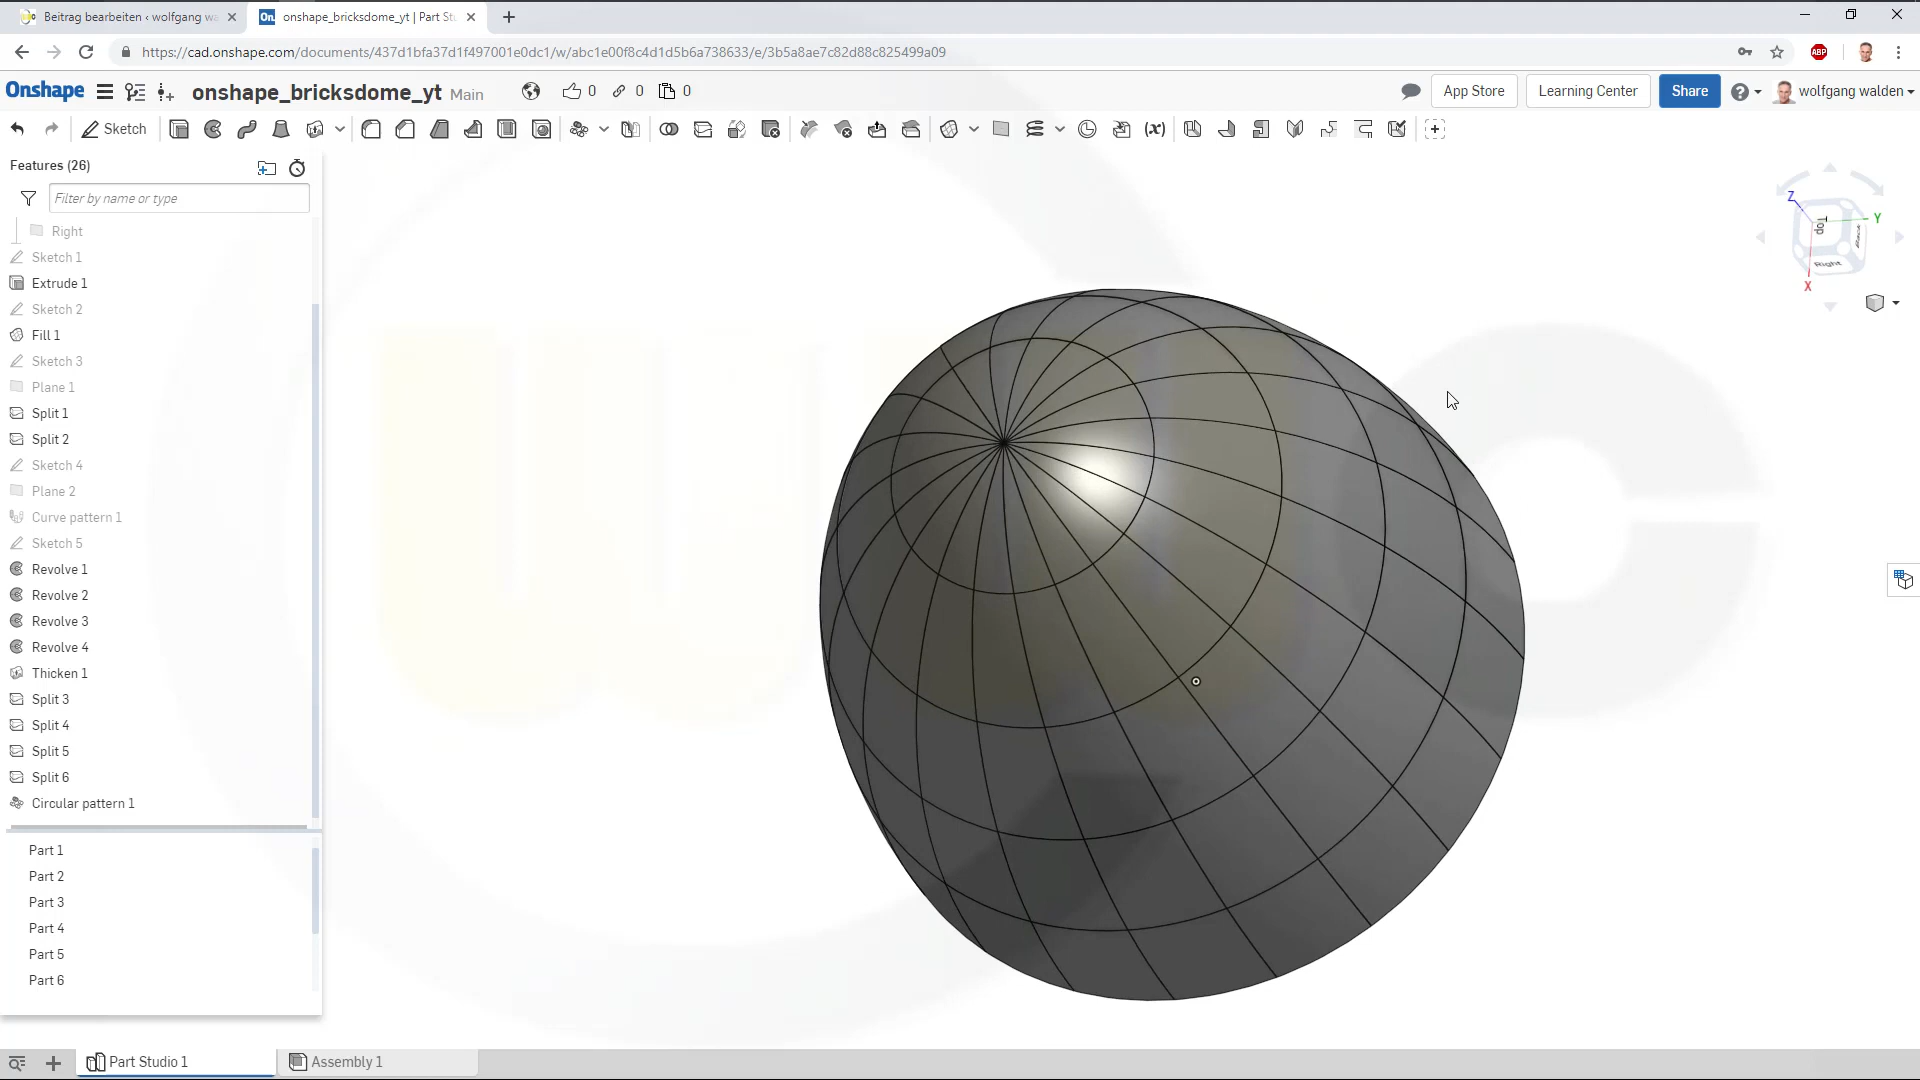 Beitrag bearbeiten ‹ wolfgang wa
onshape_bricksdome_yt | Part St
https://cad.onshape.com/documents/437d1bfa37d1f497001e0dc1/w/abc1e00f8c4d1d5b6a738633/e/3b5a8ae7c82d88c825499a09
ABP
Onshape
onshape_bricksdome_yt Main
0 0 0
App Store
Learning Center
Share
wolfgang walden
Sketch
(x)
Features (26)
Filter by name or type
Right
Sketch 1
Extrude 1
Sketch 2
Fill 1
Sketch 3
Plane 1
Split 1
Split 2
Sketch 4
Plane 2
Curve pattern 1
Sketch 5
Revolve 1
Revolve 2
Revolve 3
Revolve 4
Thicken 1
Split 3
Split 4
Split 5
Split 6
Circular pattern 1
Part 1
Part 2
Part 3
Part 4
Part 5
Part 6
Z
Y
X
Top
Back
Right
Part Studio 1
Assembly 1